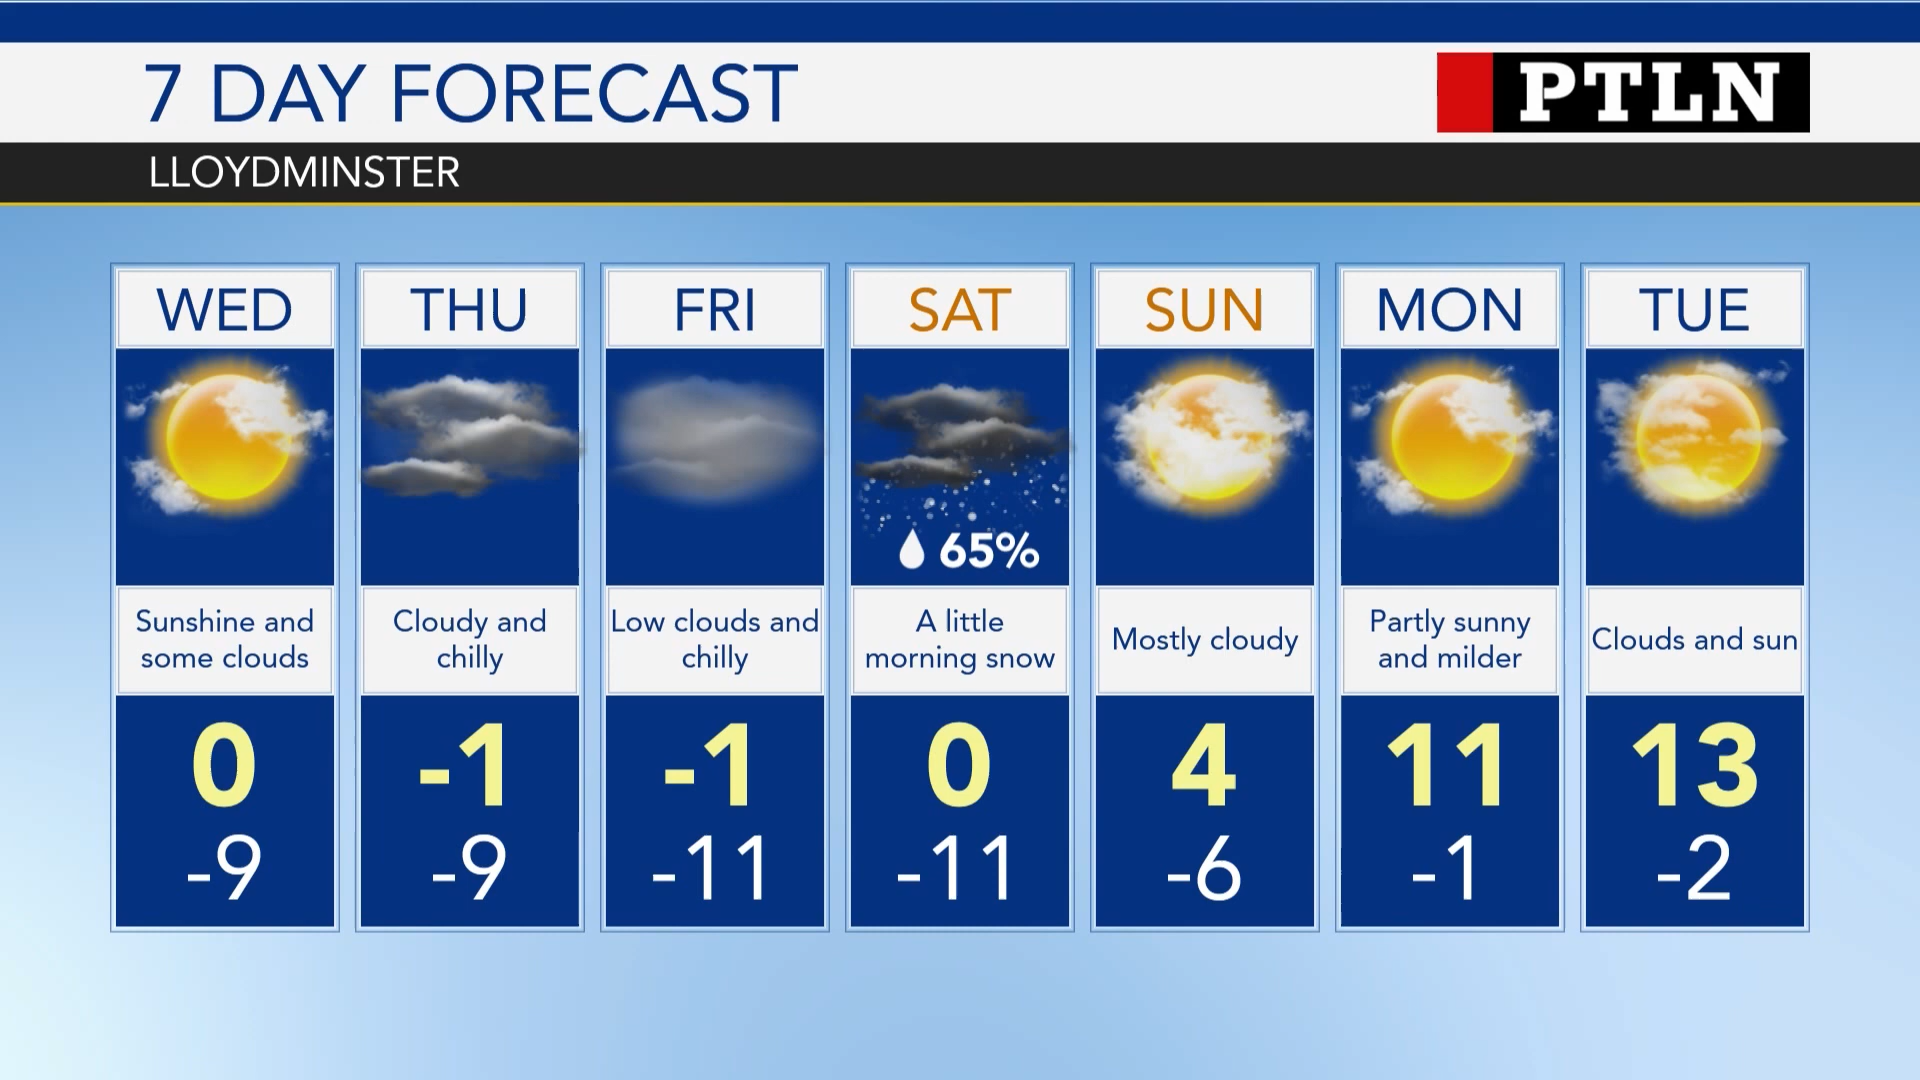 7 DAY FORECAST
PTLN
LLOYDMINSTER
WED
THU
FRI
SAT
SUN
MON
TUE
65%
Sunshine and
some clouds
Cloudy and
chilly
Low clouds and
chilly
A little
morning snow
Mostly cloudy
Partly sunny
and milder
Clouds and sun
0
-1
-1
0
4
11
13
-9
-9
-11
-11
-6
-1
-2